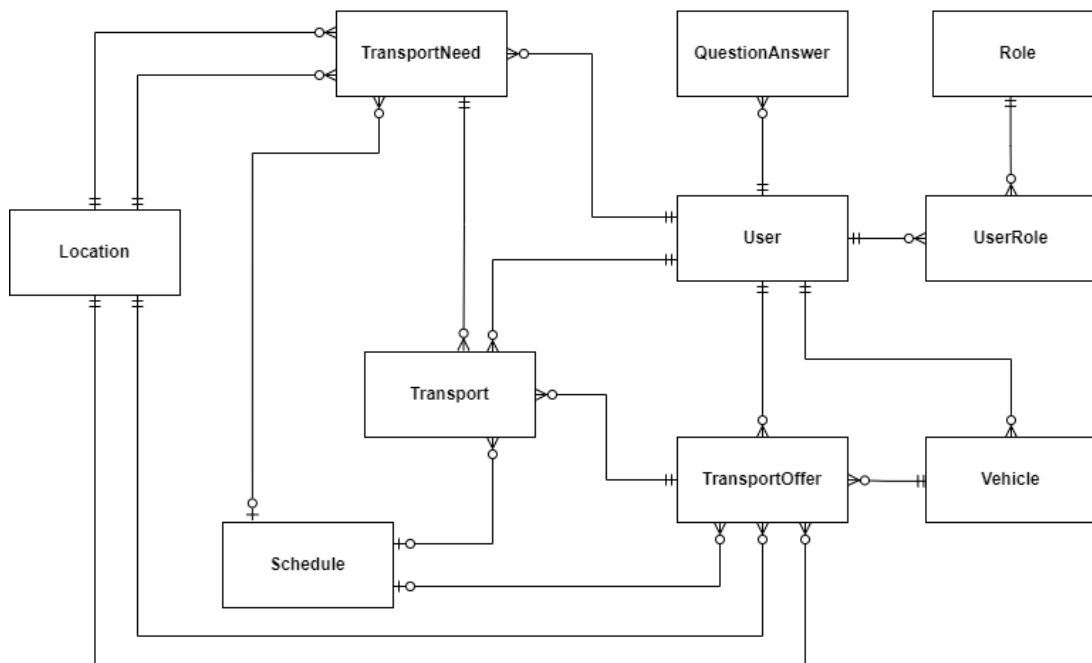 TransportNeed
QuestionAnswer
Role
Location
User
UserRole
Transport
TransportOffer
Vehicle
Schedule